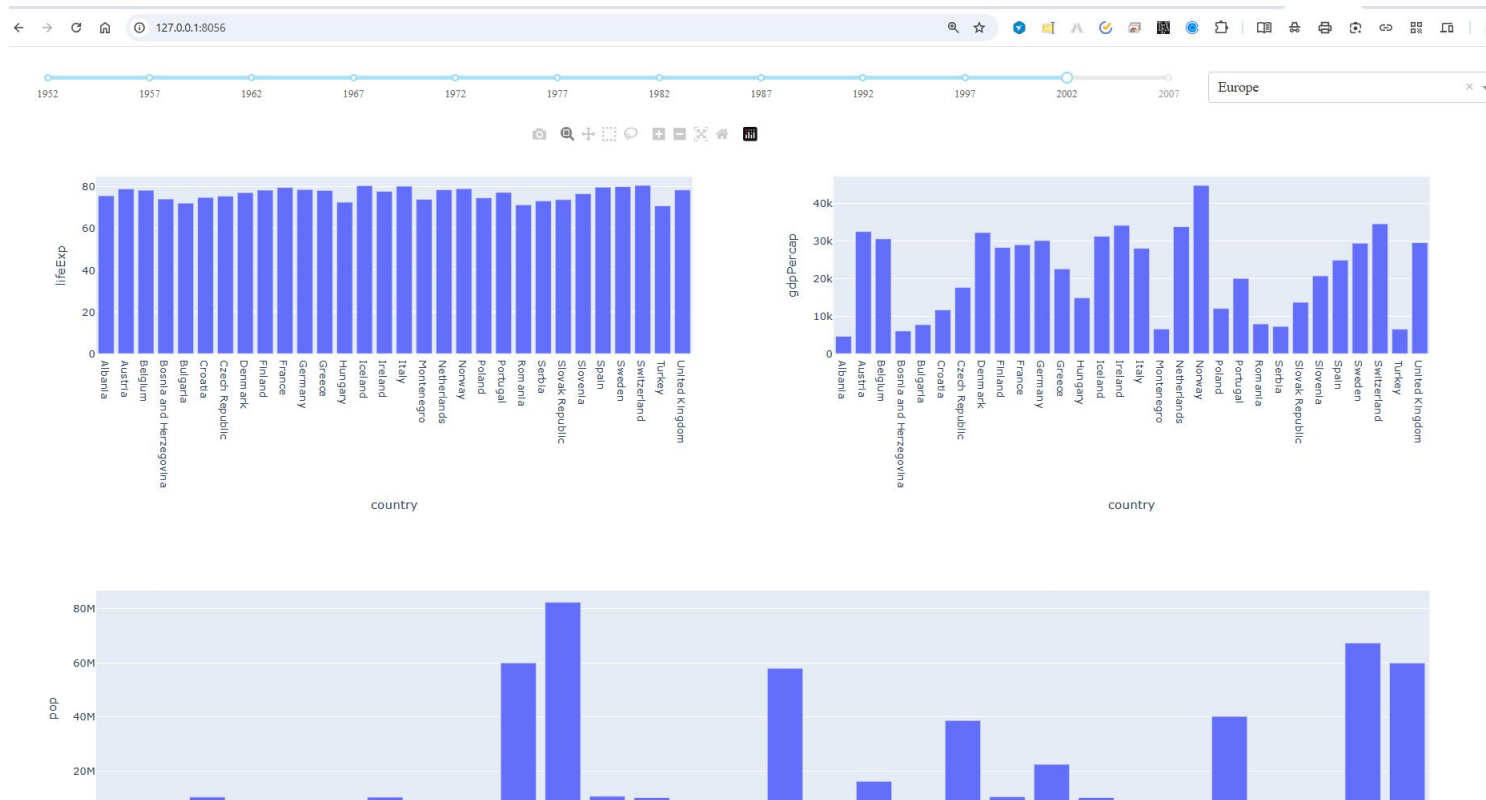 127.0.0.1:8056
1952 1957 1962 1967 1972 1977 1982 1987 1992 1997 2002 2007
Europe
lifeExp
80
60
40
20
0
Albania
Austria
Belgium
Bosnia and Herzegovina
Bulgaria
Croatia
Czech Republic
Denmark
Finland
France
Germany
Greece
Hungary
Iceland
Ireland
Italy
Montenegro
Netherlands
Norway
Poland
Portugal
Romania
Serbia
Slovak Republic
Slovenia
Spain
Sweden
Switzerland
Turkey
United Kingdom
country
gdpPercap
40k
30k
20k
10k
0
Albania
Austria
Belgium
Bosnia and Herzegovina
Bulgaria
Croatia
Czech Republic
Denmark
Finland
France
Germany
Greece
Hungary
Iceland
Ireland
Italy
Montenegro
Netherlands
Norway
Poland
Portugal
Romania
Serbia
Slovak Republic
Slovenia
Spain
Sweden
Switzerland
Turkey
United Kingdom
country
pop
80M
60M
40M
20M